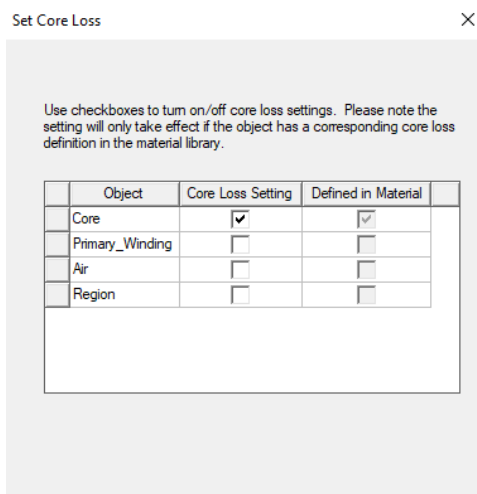 Set Core Loss
Use checkboxes to turn on/off core loss settings. Please note the
setting will only take effect if the object has a corresponding core loss
definition in the material library.
Object Core Loss Setting Defined in Material
Core
Primary_Winding
Air
Region